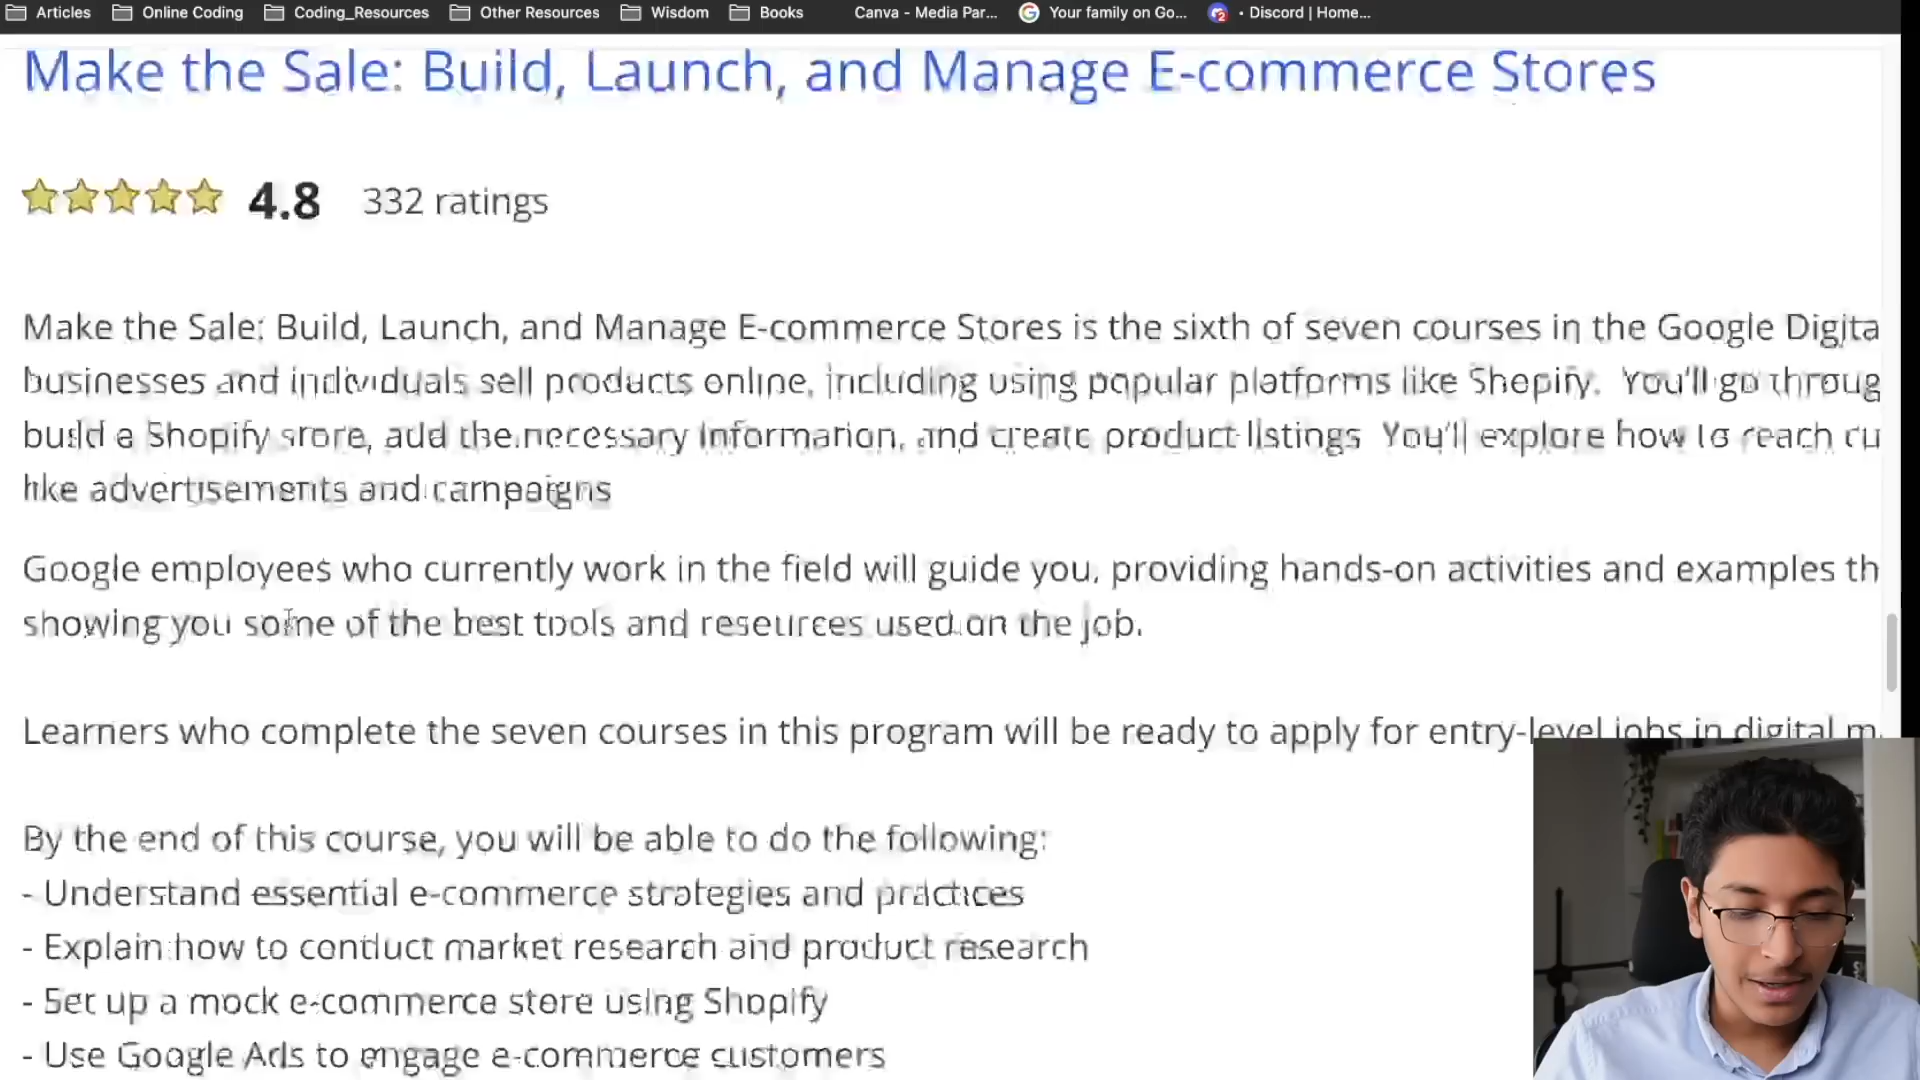 Articles Online Coding Coding_Resources Other Resources Wisdom Books Canva - Media Par... Your family on Go... • Discord | Home...
Make the Sale: Build, Launch, and Manage E-commerce Stores
4.8 332 ratings
Make the Sale: Build, Launch, and Manage E-commerce Stores is the sixth of seven courses in the Google Digita
businesses and individuals sell products online, including using popular platforms like Shopify. You'll go throug
build a Shopify store, add the necessary information, and create product listings You'll explore how to reach cu
like advertisements and campaigns
Google employees who currently work in the field will guide you, providing hands-on activities and examples th
showing you some of the best tools and resources used on the job.
Learners who complete the seven courses in this program will be ready to apply for entry-level jobs in digital m
By the end of this course, you will be able to do the following:
- Understand essential e-commerce strategies and practices
- Explain how to conduct market research and product research
- Set up a mock e-commerce store using Shopify
- Use Google Ads to engage e-commerce customers